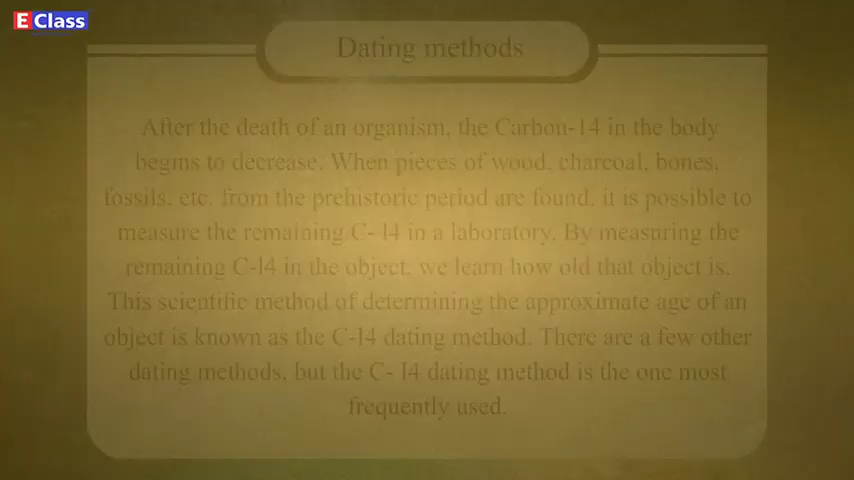 E Class
Dating methods
After the death of an organism, the Carbon-14 in the body
begins to decrease. When pieces of wood, charcoal, bones,
fossils, etc. from the prehistoric period are found, it is possible to
measure the remaining C- 14 in a laboratory. By measuring the
remaining C-14 in the object, we learn how old that object is.
This scientific method of determining the approximate age of an
object is known as the C-14 dating method. There are a few other
dating methods, but the C- 14 dating method is the one most
frequently used.